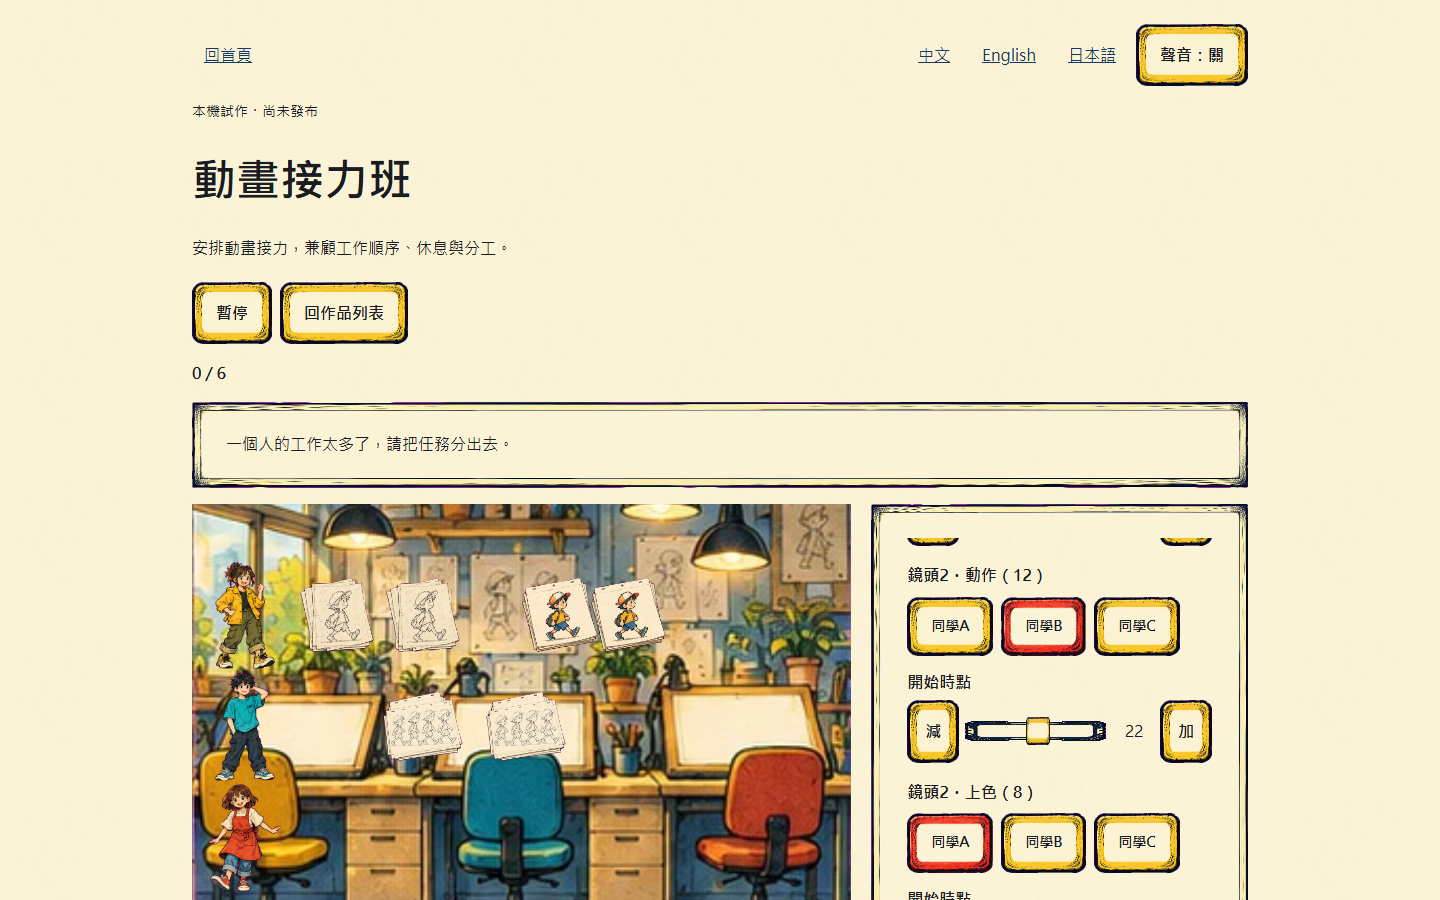 回首頁
中文 English 日本語 聲音：關
本機試作・尚未發布
動畫接力班
安排動畫接力，兼顧工作順序、休息與分工。
暫停 回作品列表
0 / 6
一個人的工作太多了，請把任務分出去。
鏡頭2・動作（12）
同學A 同學B 同學C
開始時點
減 22 加
鏡頭2・上色（8）
同學A 同學B 同學C
開始時點